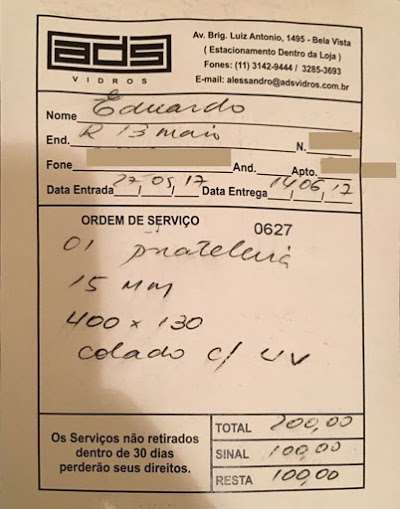 ads
VIDROS
Av. Brig. Luiz Antonio, 1495 - Bela Vista
( Estacionamento Dentro da Loja )
Fones: (11) 3142-9444 / 3285-3693
E-mail: alessandro@adsvidros.com.br
Nome Eduardo
End. R 13 maio N.
Fone And. Apto.
Data Entrada 27/05/17 Data Entrega 14/06/17
ORDEM DE SERVIÇO 0627
01 prateleira
15 MM
400 x 130
colado c/ UV
Os Serviços não retirados
dentro de 30 dias
perderão seus direitos.
TOTAL 200,00
SINAL 100,00
RESTA 100,00